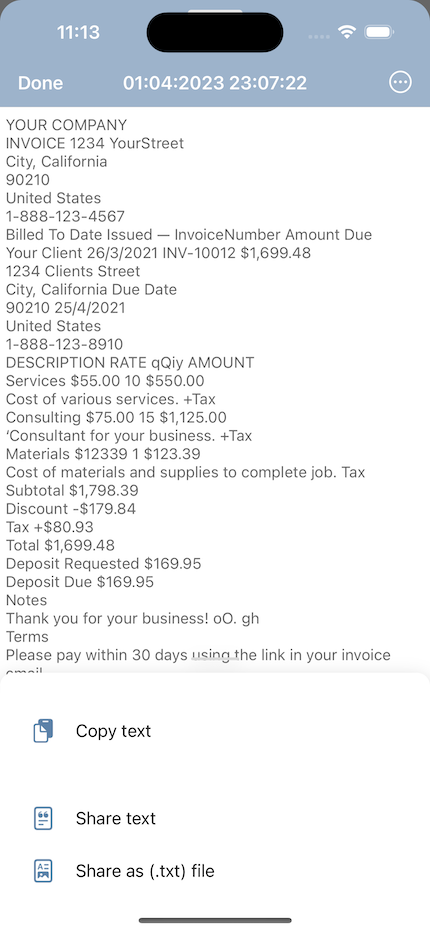 11:13
Done 01:04:2023 23:07:22
YOUR COMPANY
INVOICE 1234 YourStreet
City, California
90210
United States
1-888-123-4567
Billed To Date Issued — InvoiceNumber Amount Due
Your Client 26/3/2021 INV-10012 $1,699.48
1234 Clients Street
City, California Due Date
90210 25/4/2021
United States
1-888-123-8910
DESCRIPTION RATE qQiy AMOUNT
Services $55.00 10 $550.00
Cost of various services. +Tax
Consulting $75.00 15 $1,125.00
‘Consultant for your business. +Tax
Materials $12339 1 $123.39
Cost of materials and supplies to complete job. Tax
Subtotal $1,798.39
Discount -$179.84
Tax +$80.93
Total $1,699.48
Deposit Requested $169.95
Deposit Due $169.95
Notes
Thank you for your business! oO. gh
Terms
Please pay within 30 days using the link in your invoice
email
Copy text
Share text
Share as (.txt) file